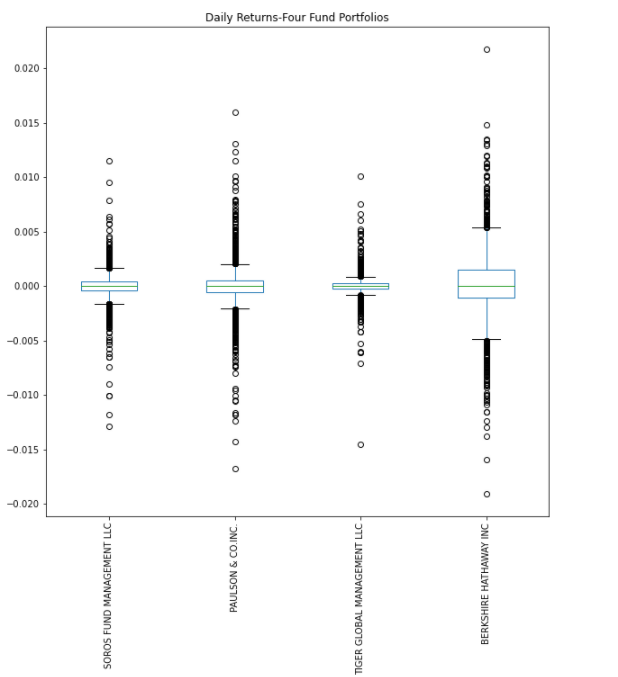 Daily Returns-Four Fund Portfolios
0.020
0.015
0.010
0.005
0.000
−0.005
−0.010
−0.015
−0.020
SOROS FUND MANAGEMENT LLC
PAULSON & CO.INC.
TIGER GLOBAL MANAGEMENT LLC
BERKSHIRE HATHAWAY INC